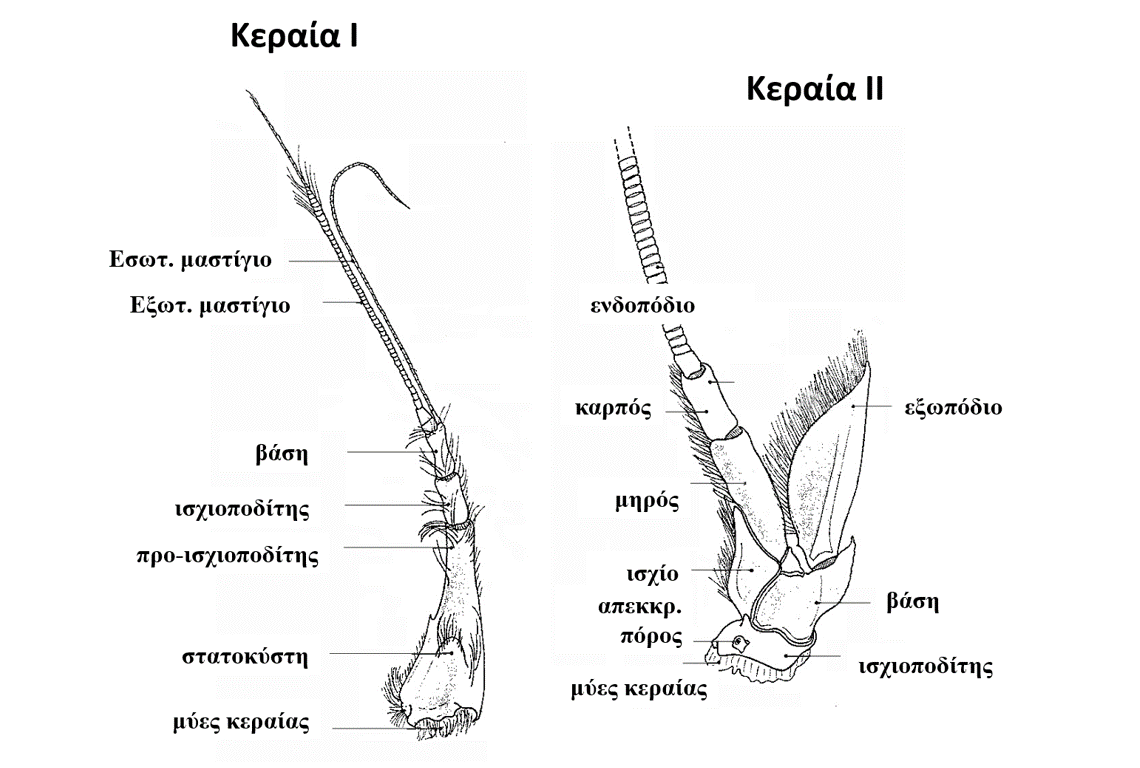 Κεραία Ι
Κεραία ΙΙ
Εσωτ. μαστίγιο
Εξωτ. μαστίγιο
βάση
ισχιοποδίτης
προ-ισχιοποδίτης
στατοκύστη
μύες κεραίας
ενδοπόδιο
καρπός
εξωπόδιο
μηρός
ισχίο
απεκκρ.
πόρος
βάση
ισχιοποδίτης
μύες κεραίας